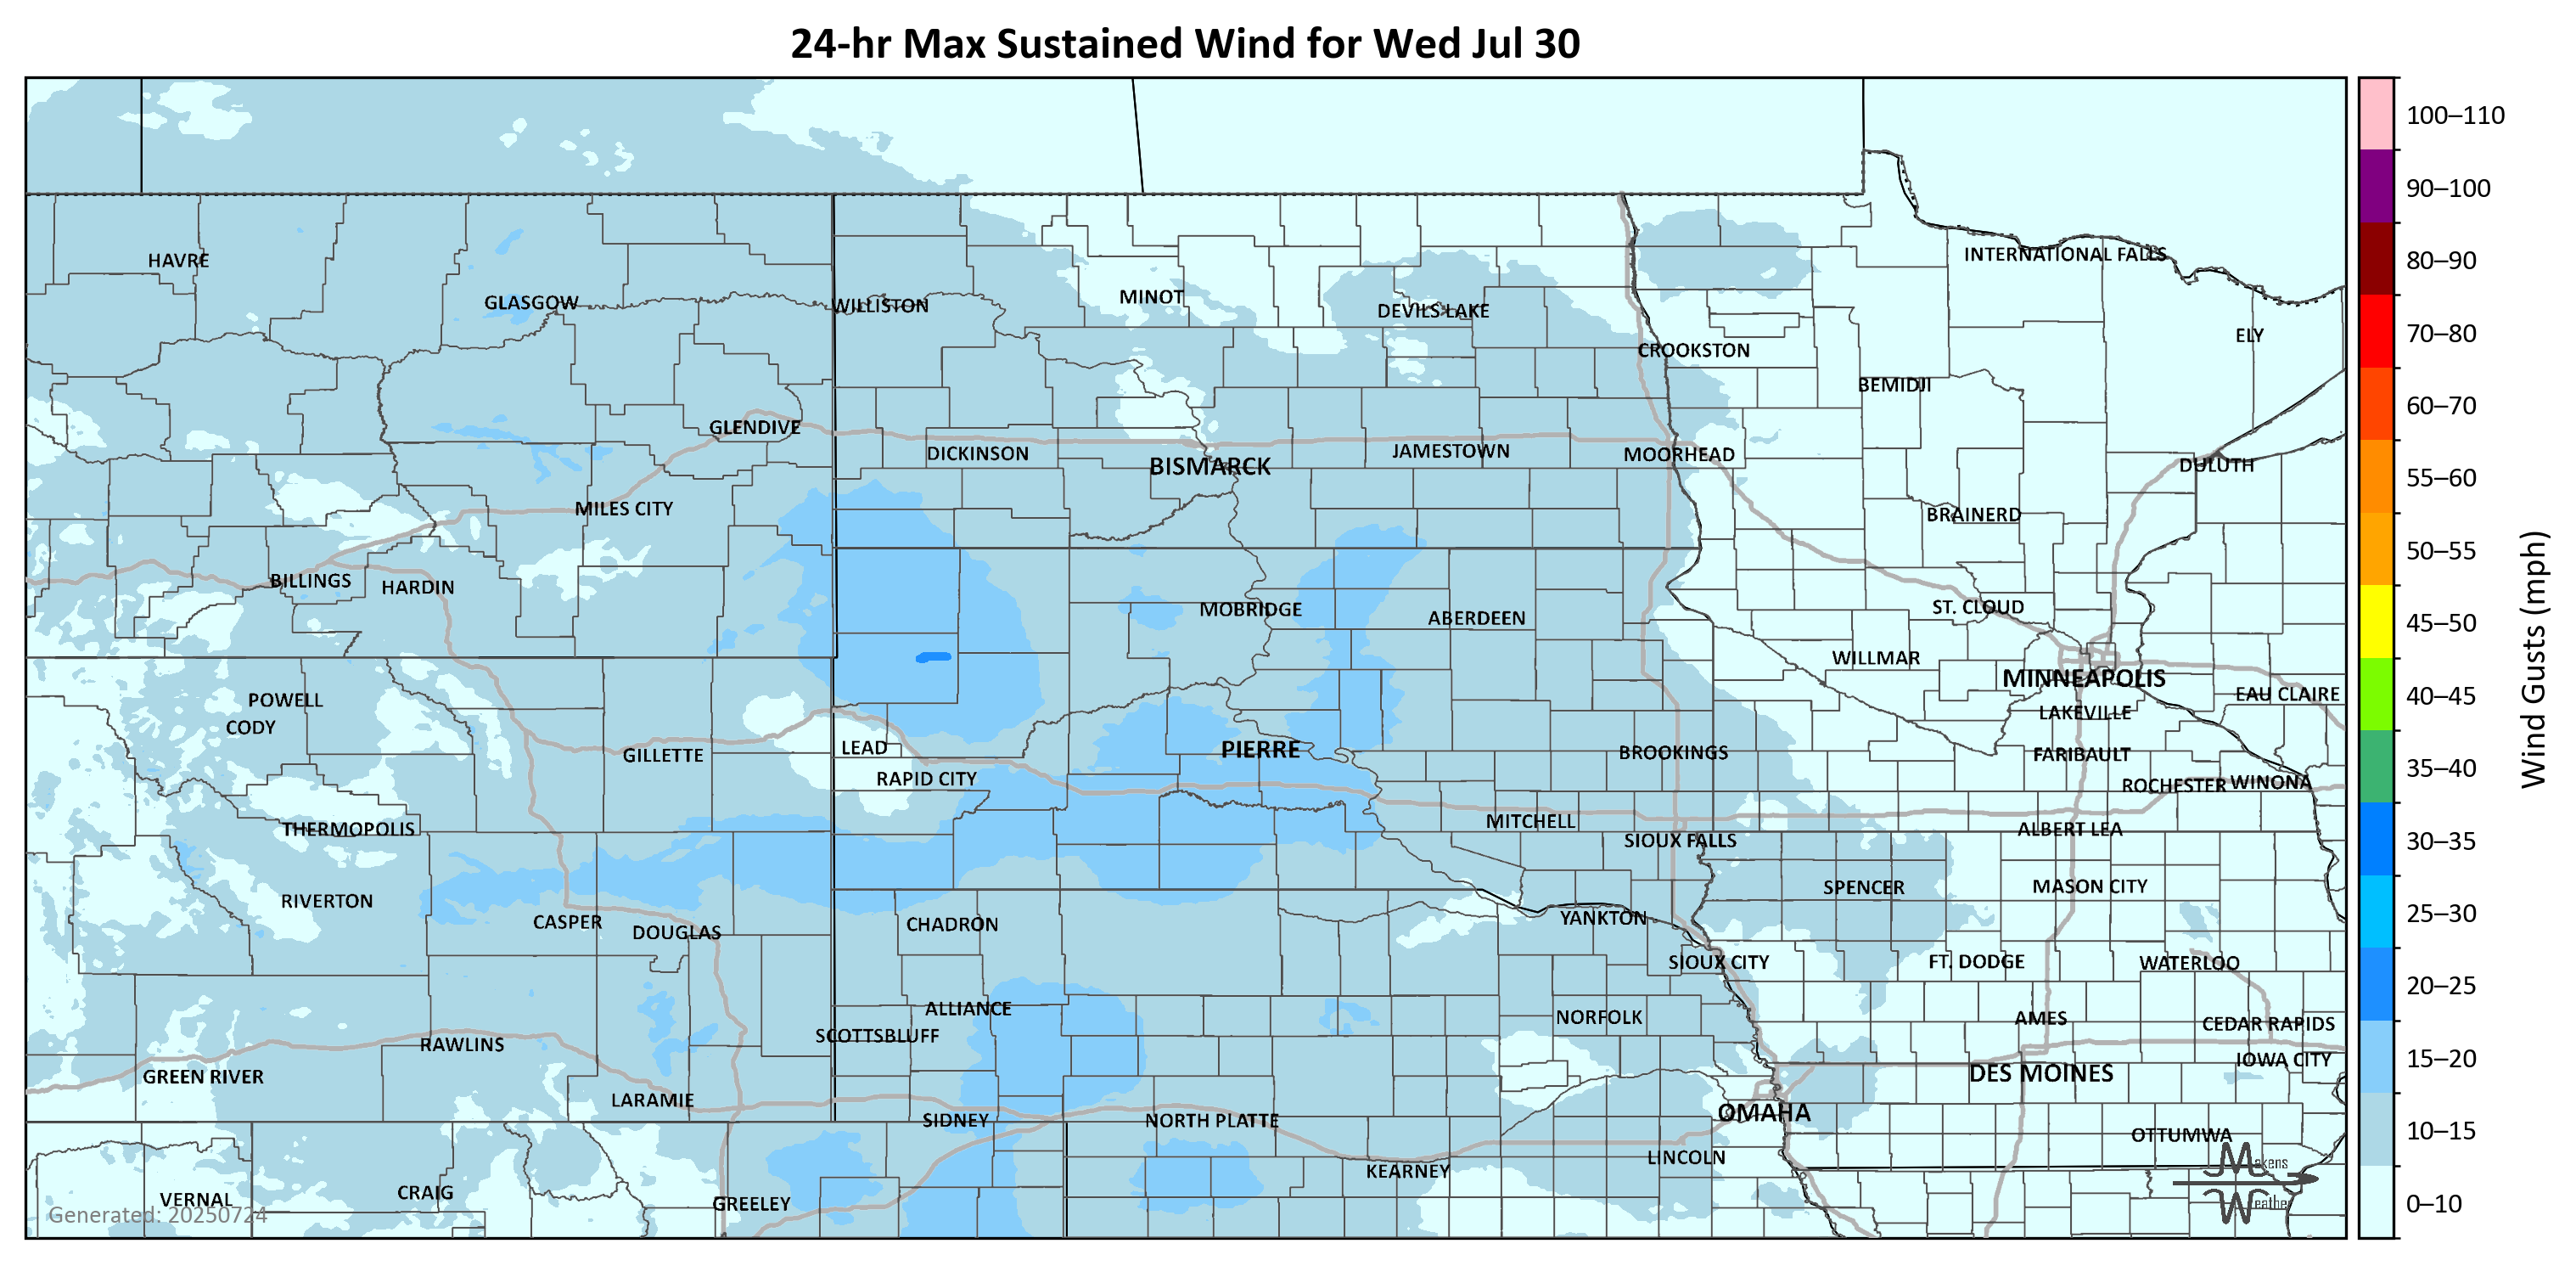 24-hr Max Sustained Wind for Wed Jul 30
100–110
90–100
80–90
70–80
60–70
55–60
50–55
45–50
40–45
35–40
30–35
25–30
20–25
15–20
10–15
0–10
Wind Gusts (mph)
HAVRE
INTERNATIONAL FALLS
GLASGOW
WILLISTON
MINOT
DEVILS LAKE
ELY
CROOKSTON
BEMIDJI
GLENDIVE
DICKINSON
BISMARCK
JAMESTOWN
MOORHEAD
DULUTH
MILES CITY
BRAINERD
BILLINGS
HARDIN
MOBRIDGE
ABERDEEN
ST. CLOUD
WILLMAR
MINNEAPOLIS
POWELL
EAU CLAIRE
CODY
LAKEVILLE
GILLETTE
LEAD
PIERRE
BROOKINGS
FARIBAULT
RAPID CITY
ROCHESTER
WINONA
THERMOPOLIS
MITCHELL
ALBERT LEA
SIOUX FALLS
SPENCER
MASON CITY
RIVERTON
CASPER
CHADRON
YANKTON
DOUGLAS
SIOUX CITY
FT. DODGE
WATERLOO
ALLIANCE
NORFOLK
AMES
CEDAR RAPIDS
SCOTTSBLUFF
RAWLINS
IOWA CITY
GREEN RIVER
DES MOINES
LARAMIE
OMAHA
SIDNEY
NORTH PLATTE
OTTUMWA
LINCOLN
KEARNEY
VERNAL
CRAIG
GREELEY
Makens
Weather
Generated: 20250724